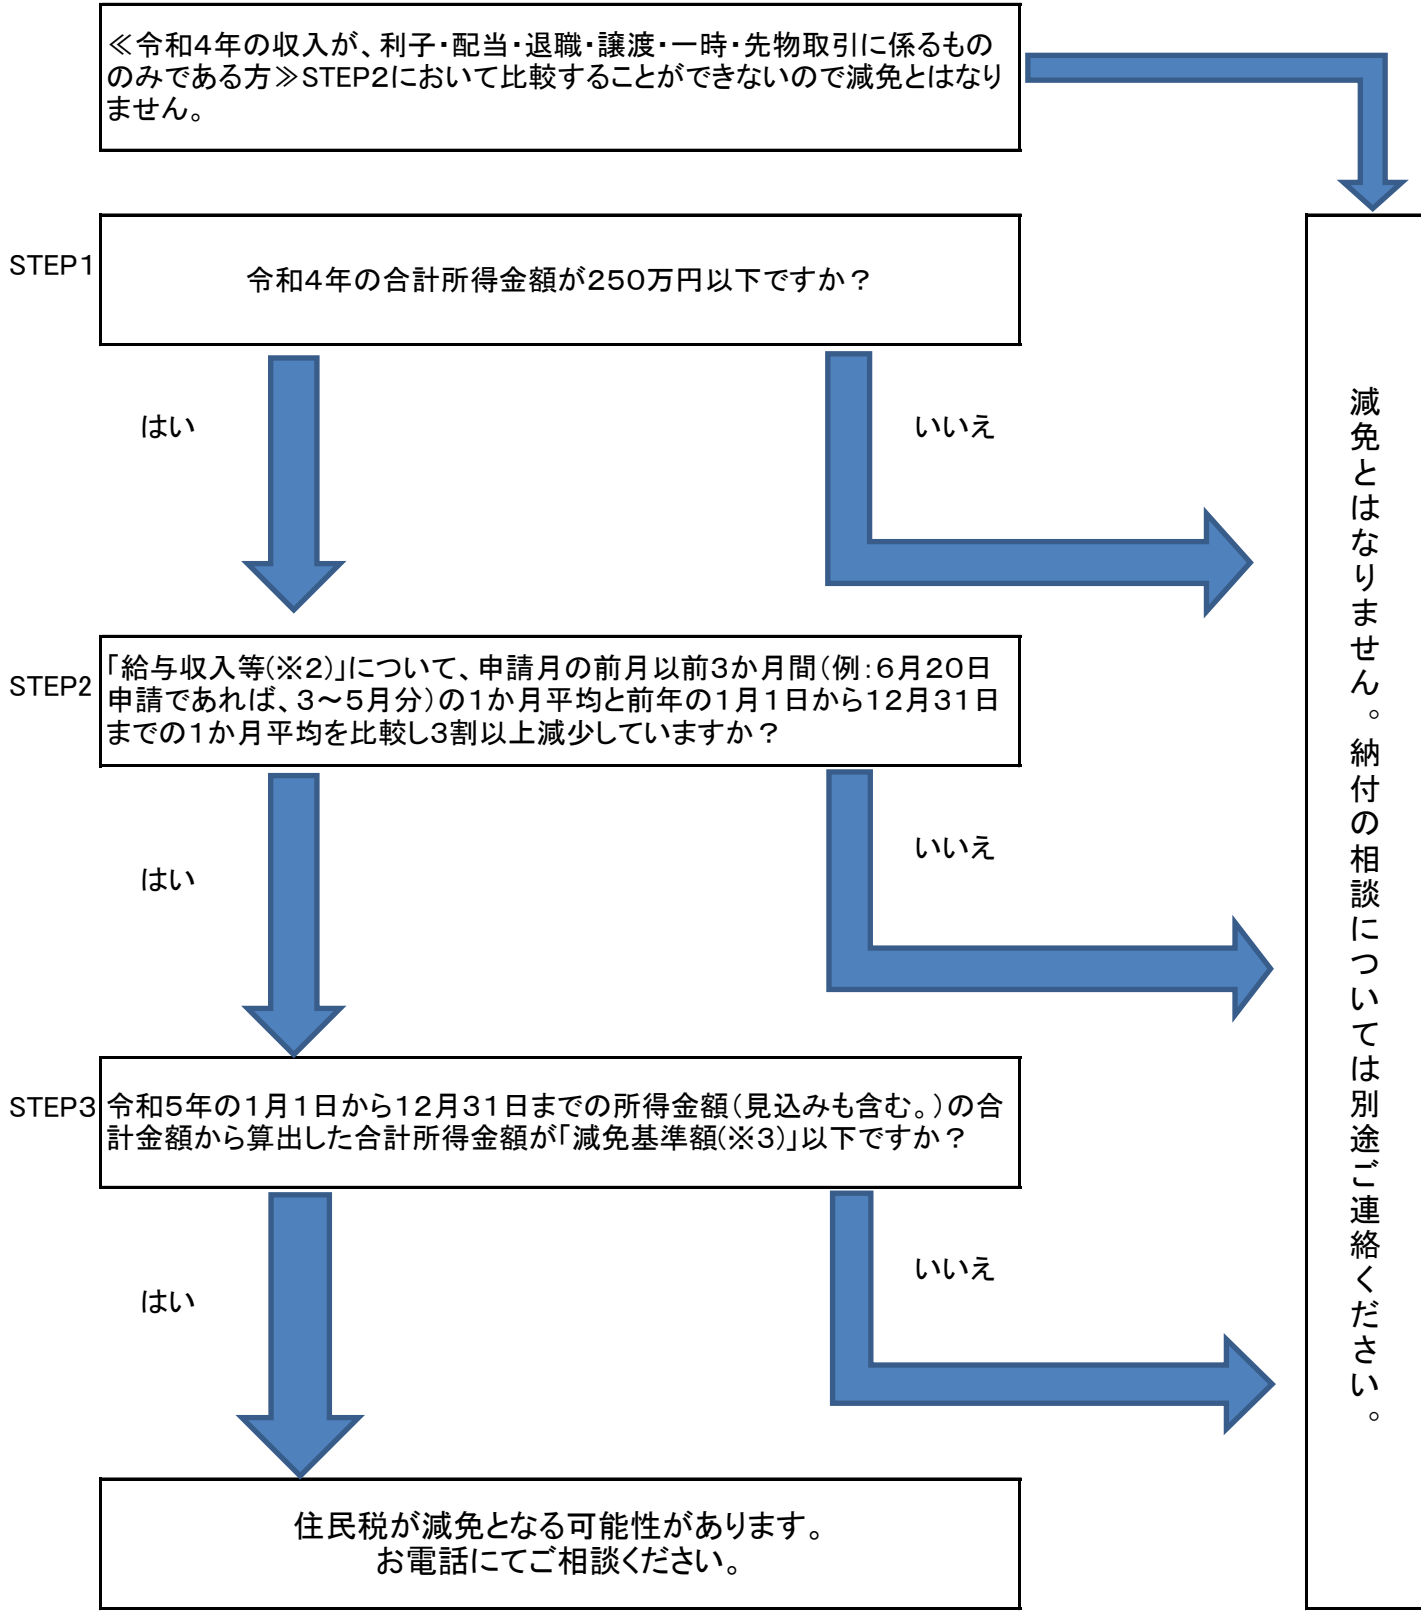 ≪令和4年の収入が、利子・配当・退職・譲渡・一時・先物取引に係るもの
のみである方≫STEP2において比較することができないので減免とはなり
ません。
STEP1
令和4年の合計所得金額が250万円以下ですか？
はい
いいえ
STEP2
「給与収入等(※2)」について、申請月の前月以前3か月間(例:6月20日
申請であれば、3～5月分)の1か月平均と前年の1月1日から12月31日
までの1か月平均を比較し3割以上減少していますか？
はい
いいえ
STEP3
令和5年の1月1日から12月31日までの所得金額(見込みも含む。)の合
計金額から算出した合計所得金額が「減免基準額(※3)」以下ですか？
はい
いいえ
住民税が減免となる可能性があります。
お電話にてご相談ください。
減免とはなりません。納付の相談については別途ご連絡ください。